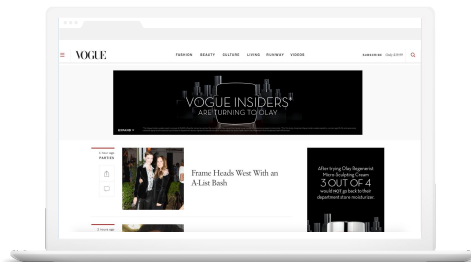 VOGUE
FASHION BEAUTY CULTURE LIVING RUNWAY VIDEOS
SUBSCRIBE
VOGUE INSIDERS*
ARE TURNING TO OLAY
EXPAND
PARTIES
Frame Heads West With an
A-List Bash
After trying Olay Regenerist
Micro-Sculpting Cream
3 OUT OF 4
would NOT go back to their
department store moisturizer.